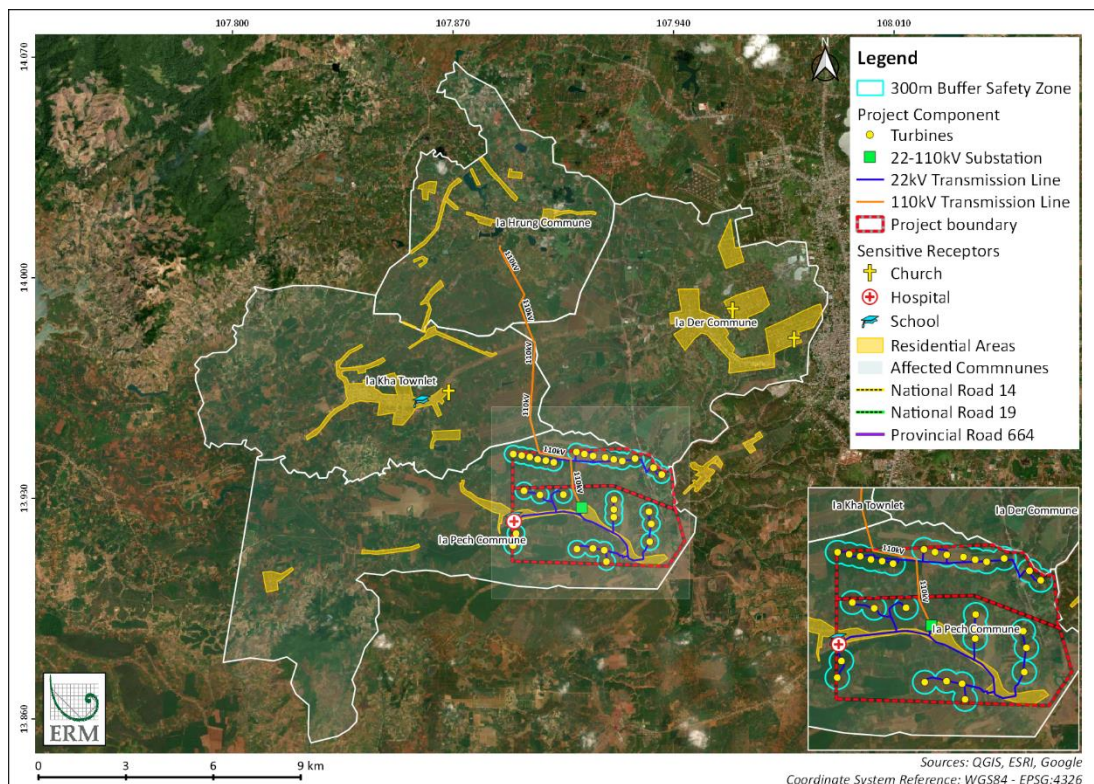 107.800
107.870
107.940
108.010
14.070
14.000
13.930
13.860
N
Legend
300m Buffer Safety Zone
Project Component
Turbines
22-110kV Substation
22kV Transmission Line
110kV Transmission Line
Project boundary
Sensitive Receptors
Church
Hospital
School
Residential Areas
Affected Commnunes
National Road 14
National Road 19
Provincial Road 664
Ia Hrung Commune
110kV
Ia Der Commune
110kV
Ia Kha Townlet
110kV
110kV
110kV
Ia Pech Commune
Ia Kha Townlet
Ia Der Commune
110kV
110kV
Ia Pech Commune
ERM
0 3 6 9 km
Sources: QGIS, ESRI, Google
Coordinate System Reference: WGS84 - EPSG:4326